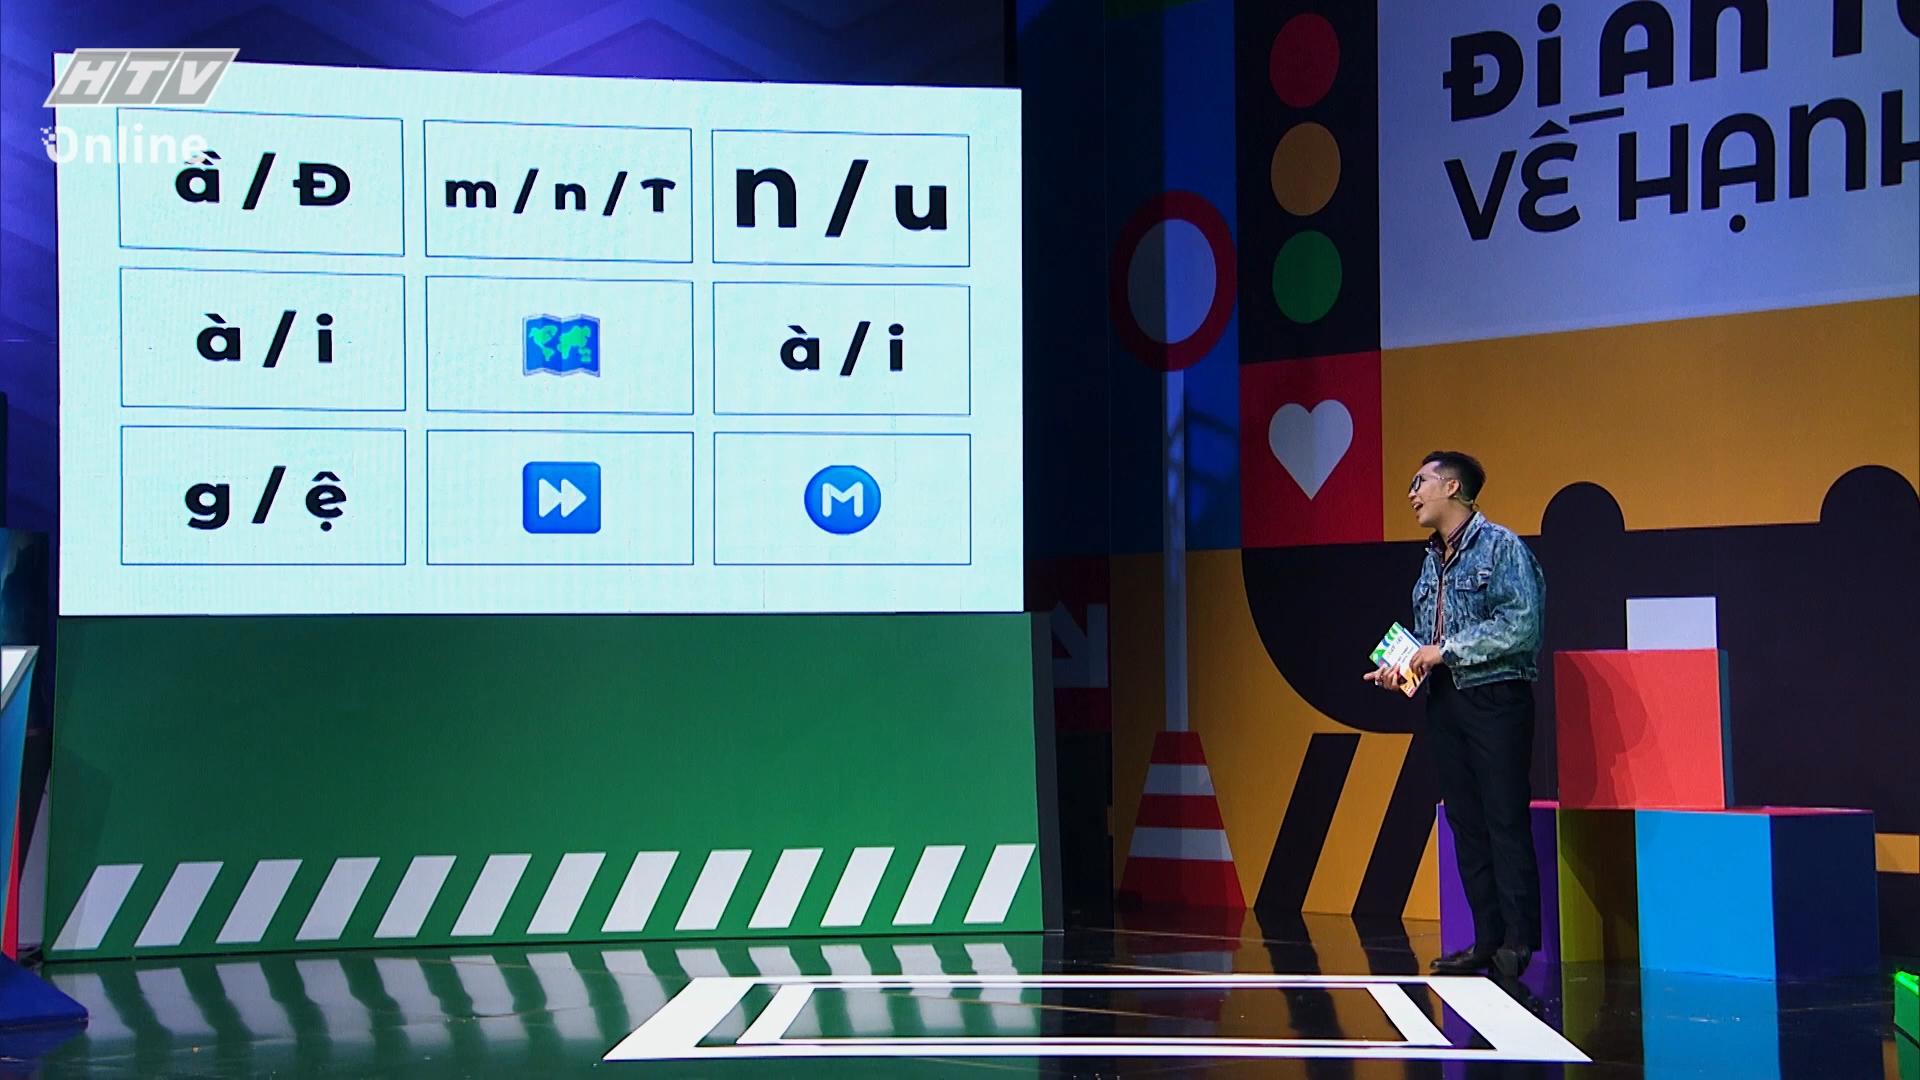 HTV
Online
ầ / Đ
m / n / T
n / u
à / i
à / i
g / ệ
M
ĐI AN
VỀ HẠNH